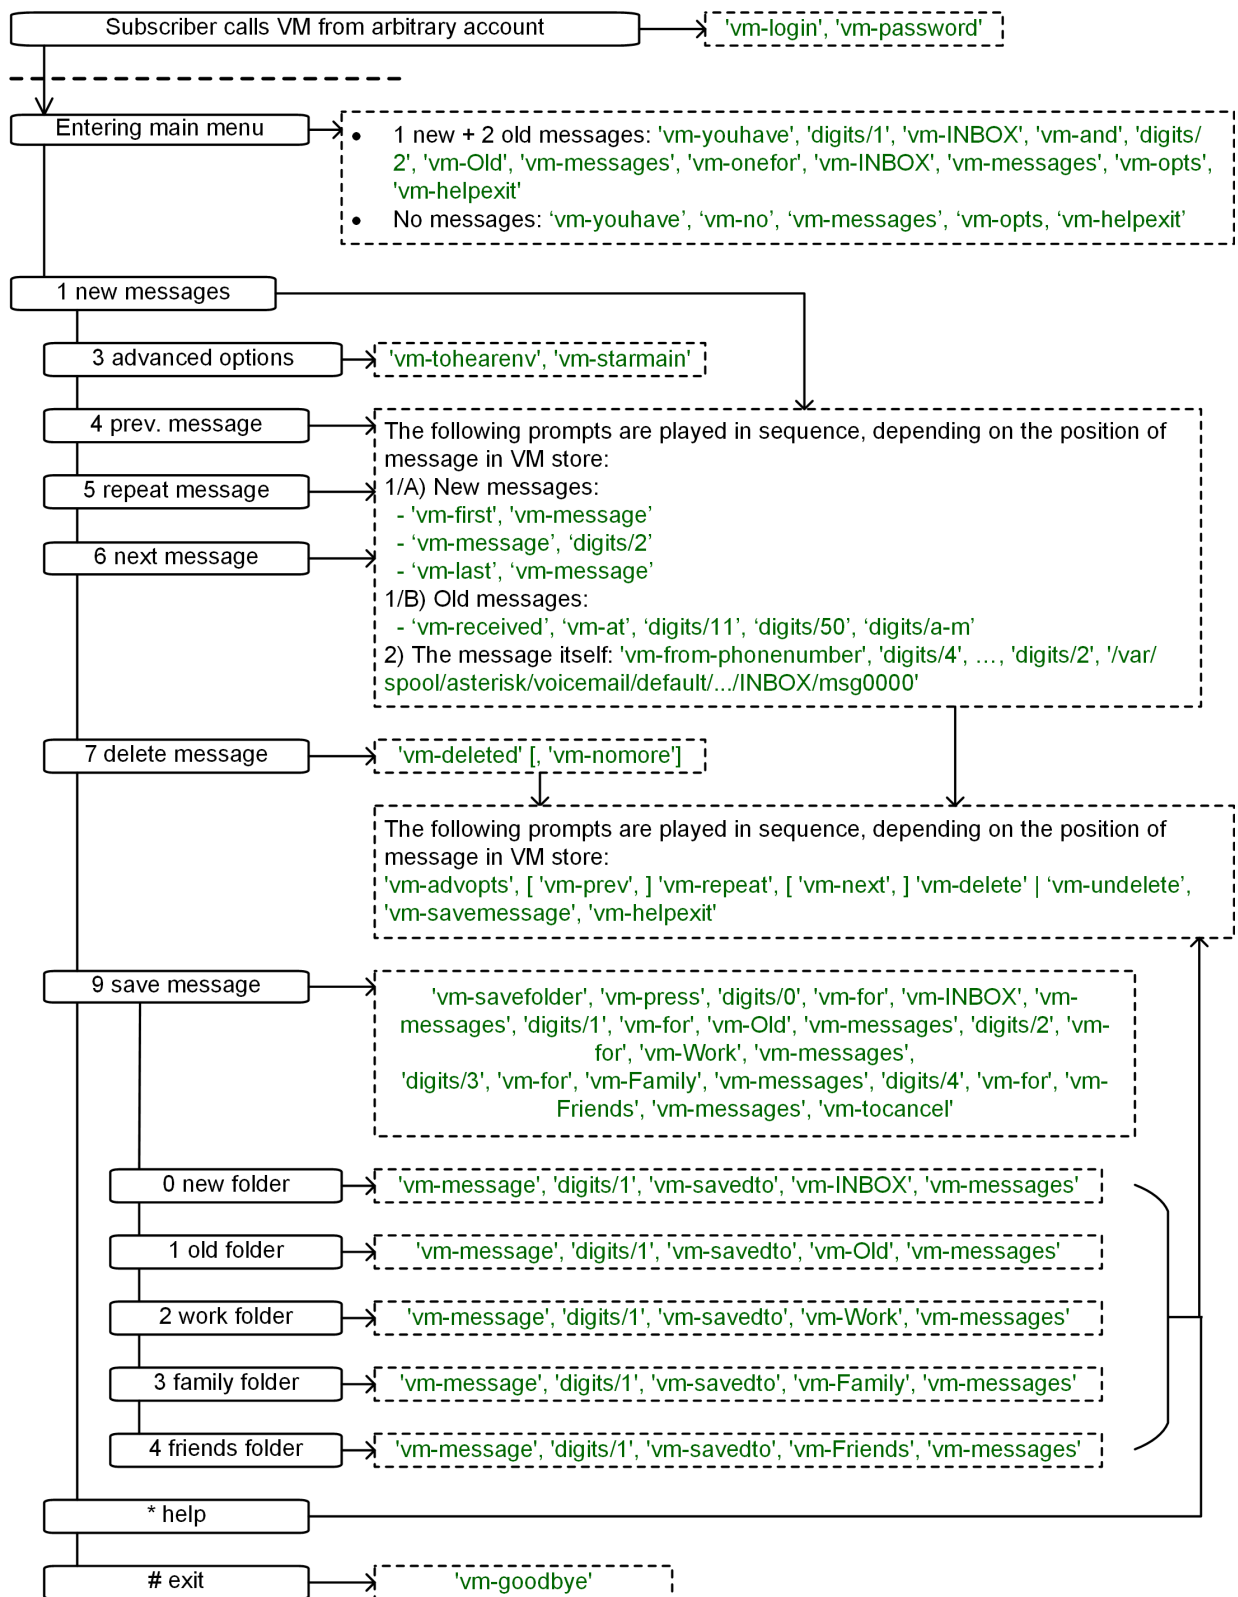 Subscriber calls VM from arbitrary account
'vm-login', 'vm-password'
Entering main menu
• 1 new + 2 old messages: 'vm-youhave', 'digits/1', 'vm-INBOX', 'vm-and', 'digits/
2', 'vm-Old', 'vm-messages', 'vm-onefor', 'vm-INBOX', 'vm-messages', 'vm-opts',
'vm-helpexit'
• No messages: ‘vm-youhave’, ‘vm-no’, ‘vm-messages’, ‘vm-opts, ‘vm-helpexit’
1 new messages
3 advanced options
'vm-tohearenv', 'vm-starmain'
4 prev. message
5 repeat message
6 next message
The following prompts are played in sequence, depending on the position of
message in VM store:
1/A) New messages:
- 'vm-first', 'vm-message’
- ‘vm-message’, ‘digits/2’
- ‘vm-last’, ‘vm-message’
1/B) Old messages:
- ‘vm-received’, ‘vm-at’, ‘digits/11’, ‘digits/50’, ‘digits/a-m’
2) The message itself: 'vm-from-phonenumber', 'digits/4', …, 'digits/2', '/var/
spool/asterisk/voicemail/default/.../INBOX/msg0000'
7 delete message
'vm-deleted' [, 'vm-nomore']
The following prompts are played in sequence, depending on the position of
message in VM store:
'vm-advopts', [ 'vm-prev', ] 'vm-repeat', [ 'vm-next', ] 'vm-delete' | ‘vm-undelete’,
'vm-savemessage', 'vm-helpexit'
9 save message
'vm-savefolder', 'vm-press', 'digits/0', 'vm-for', 'vm-INBOX', 'vm-
messages', 'digits/1', 'vm-for', 'vm-Old', 'vm-messages', 'digits/2', 'vm-
for', 'vm-Work', 'vm-messages',
'digits/3', 'vm-for', 'vm-Family', 'vm-messages', 'digits/4', 'vm-for', 'vm-
Friends', 'vm-messages', 'vm-tocancel'
0 new folder
'vm-message', 'digits/1', 'vm-savedto', 'vm-INBOX', 'vm-messages'
1 old folder
'vm-message', 'digits/1', 'vm-savedto', 'vm-Old', 'vm-messages'
2 work folder
'vm-message', 'digits/1', 'vm-savedto', 'vm-Work', 'vm-messages'
3 family folder
'vm-message', 'digits/1', 'vm-savedto', 'vm-Family', 'vm-messages'
4 friends folder
'vm-message', 'digits/1', 'vm-savedto', 'vm-Friends', 'vm-messages'
* help
# exit
'vm-goodbye'